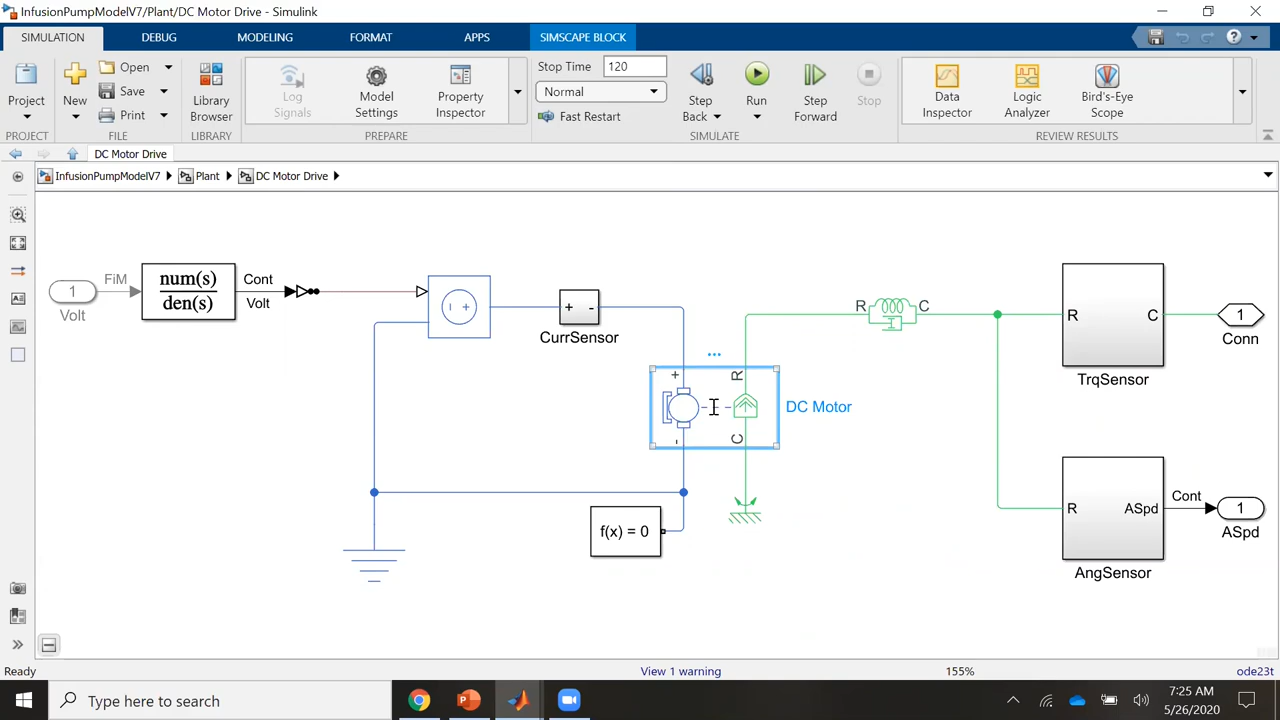 InfusionPumpModelV7/Plant/DC Motor Drive - Simulink
SIMULATION DEBUG MODELING FORMAT APPS SIMSCAPE BLOCK
Project
New
Open
Save
Print
Library Browser
Log Signals
Model Settings
Property Inspector
Stop Time 120
Normal
Fast Restart
Step Back
Run
Step Forward
Stop
Data Inspector
Logic Analyzer
Bird's-Eye Scope
PROJECT FILE LIBRARY PREPARE SIMULATE REVIEW RESULTS
DC Motor Drive
InfusionPumpModelV7 Plant DC Motor Drive
1
Volt
FiM
num(s)
den(s)
Cont
Volt
+ -
CurrSensor
R C
R C
TrqSensor
1
Conn
+ R
- C
DC Motor
f(x) = 0
R ASpd
AngSensor
Cont
1
ASpd
Ready View 1 warning 155% ode23t
Type here to search
7:25 AM
5/26/2020